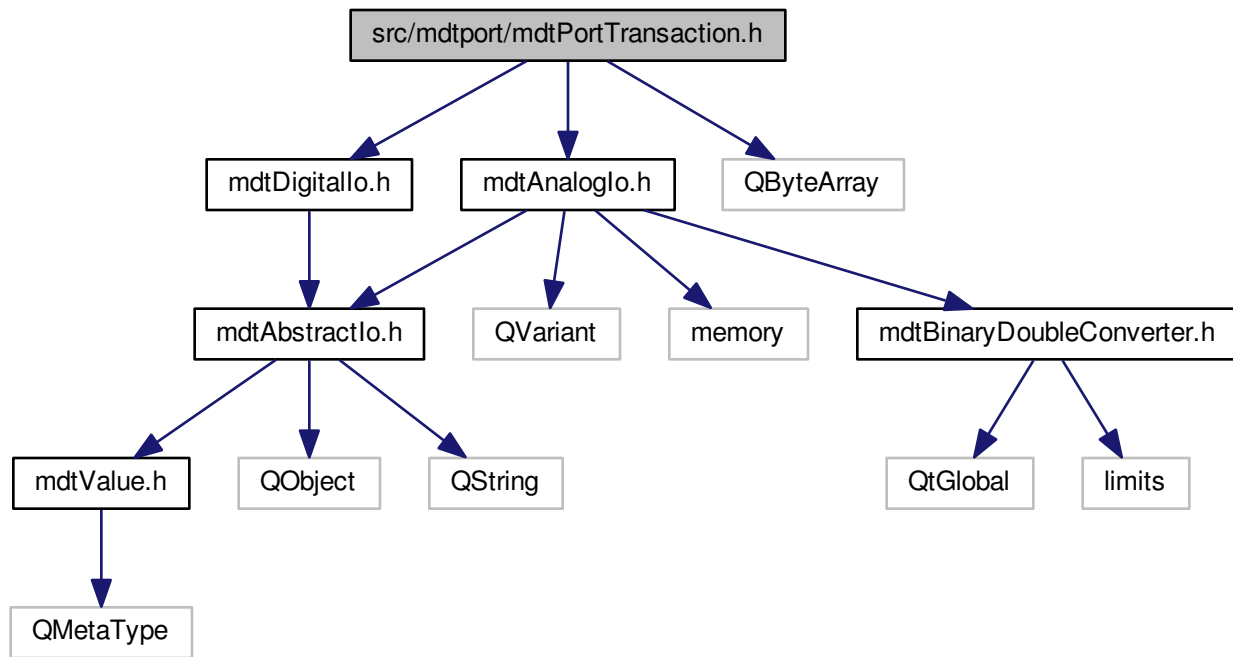 src/mdtport/mdtPortTransaction.h
mdtDigitalIo.h
mdtAnalogIo.h
QByteArray
mdtAbstractIo.h
QVariant
memory
mdtBinaryDoubleConverter.h
mdtValue.h
QObject
QString
QtGlobal
limits
QMetaType